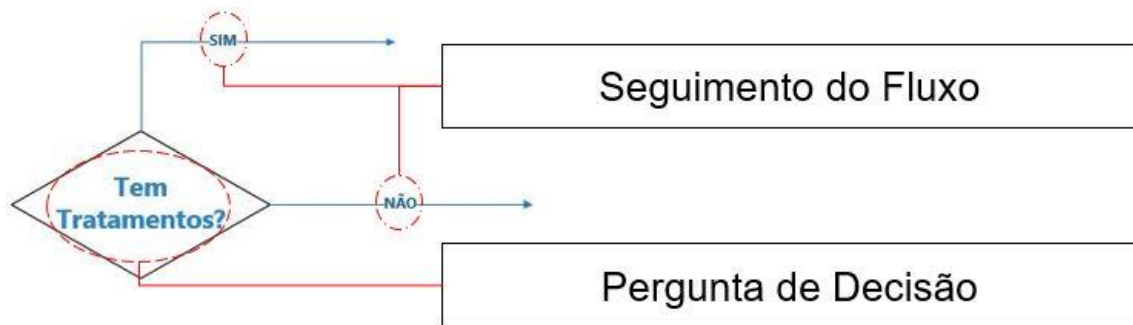 SIM
Seguimento do Fluxo
Tem
Tratamentos?
NÃO
Pergunta de Decisão